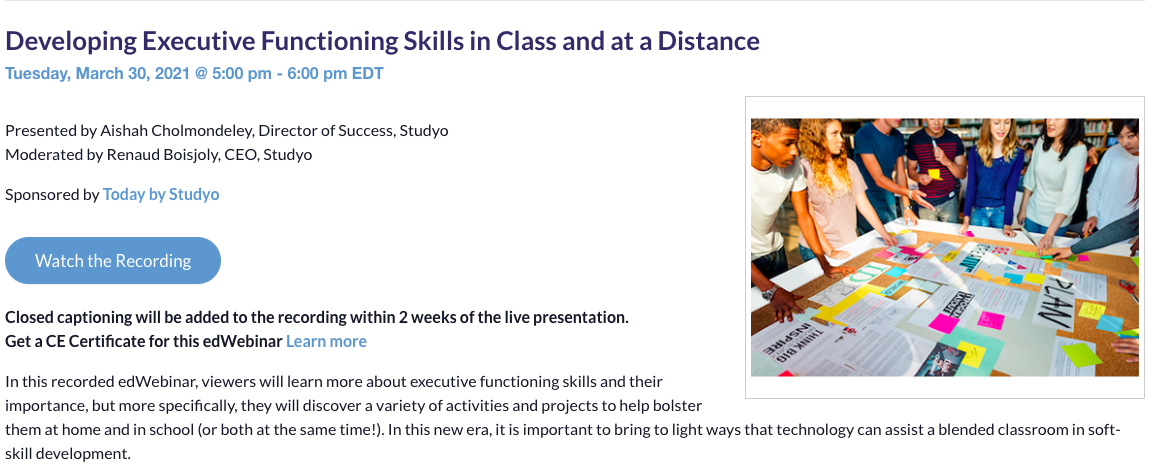 Developing Executive Functioning Skills in Class and at a Distance
Tuesday, March 30, 2021 @ 5:00 pm - 6:00 pm EDT
Presented by Aishah Cholmondeley, Director of Success, Studyo
Moderated by Renaud Boisjoly, CEO, Studyo
Sponsored by Today by Studyo
Watch the Recording
PLAN
THINK BIG
INSPIRE
Closed captioning will be added to the recording within 2 weeks of the live presentation.
Get a CE Certificate for this edWebinar Learn more
In this recorded edWebinar, viewers will learn more about executive functioning skills and their
importance, but more specifically, they will discover a variety of activities and projects to help bolster
them at home and in school (or both at the same time!). In this new era, it is important to bring to light ways that technology can assist a blended classroom in soft-
skill development.